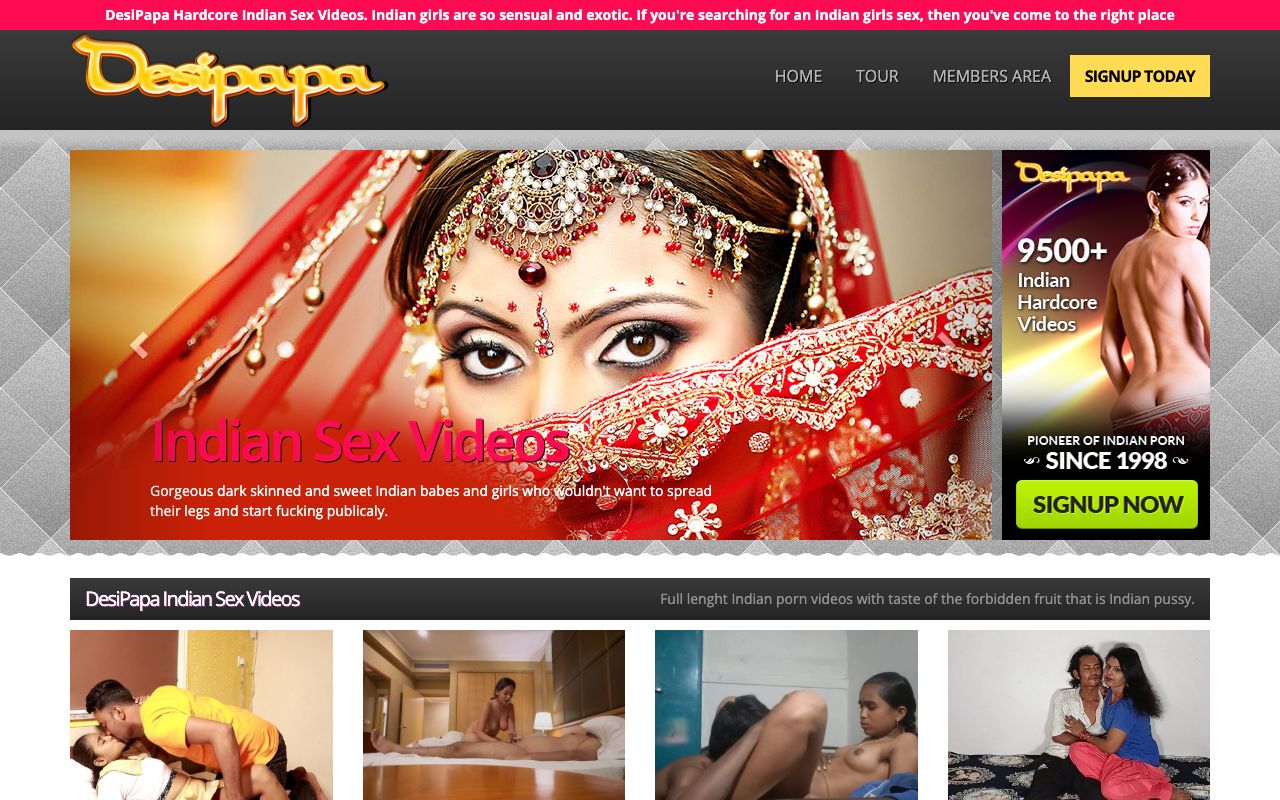 DesiPapa Hardcore Indian Sex Videos. Indian girls are so sensual and exotic. If you're searching for an Indian girls sex, then you've come to the right place
Desipapa
HOME
TOUR
MEMBERS AREA
SIGNUP TODAY
Indian Sex Videos
Gorgeous dark skinned and sweet Indian babes and girls who wouldn't want to spread
their legs and start fucking publicaly.
Desipapa
9500+
Indian
Hardcore
Videos
PIONEER OF INDIAN PORN
SINCE 1998
SIGNUP NOW
DesiPapa Indian Sex Videos
Full lenght Indian porn videos with taste of the forbidden fruit that is Indian pussy.